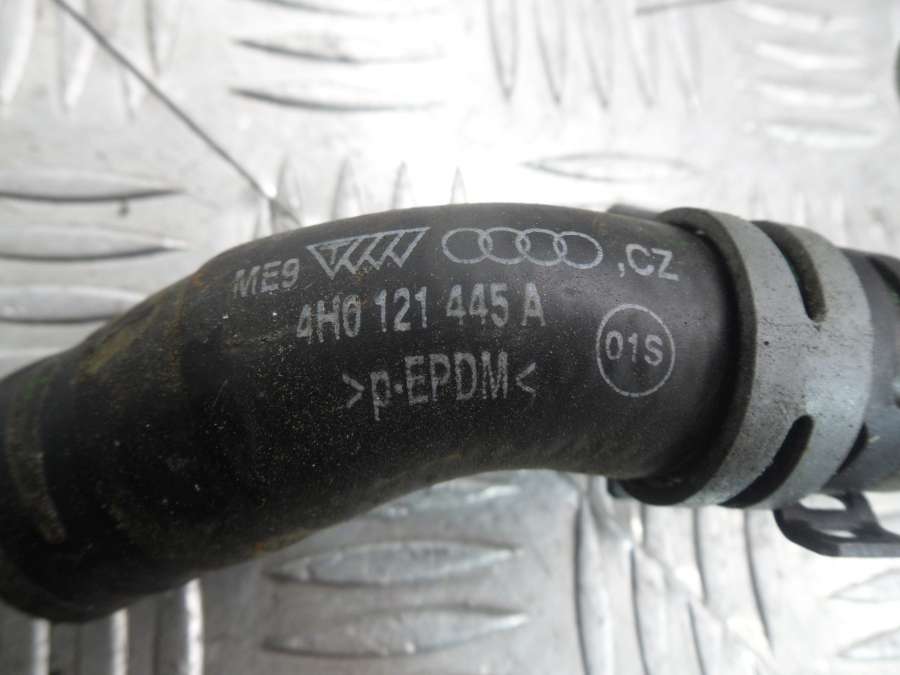 ME9 ,CZ
4H0 121 445 A
>p-EPDM<
01S